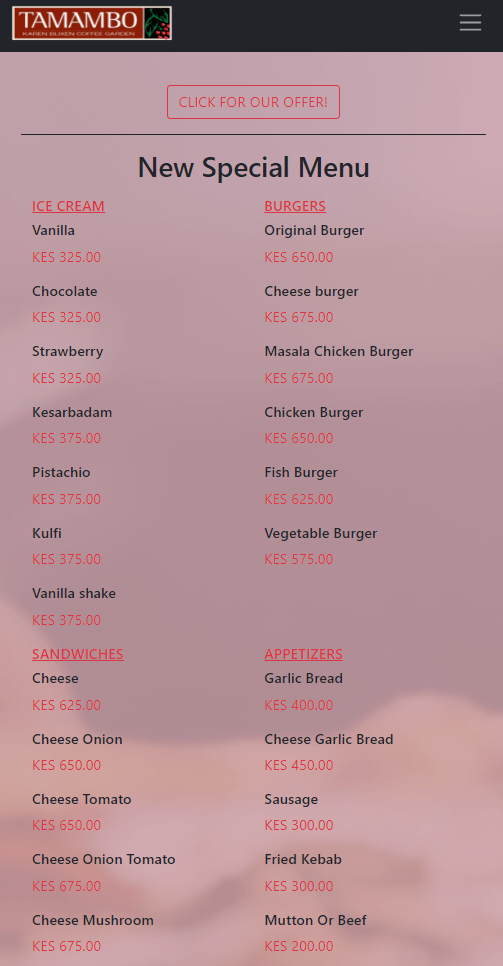 TAMAMBO
KAREN BLIXEN COFFEE GARDEN
CLICK FOR OUR OFFER!
New Special Menu
ICE CREAM
Vanilla
KES 325.00
Chocolate
KES 325.00
Strawberry
KES 325.00
Kesarbadam
KES 375.00
Pistachio
KES 375.00
Kulfi
KES 375.00
Vanilla shake
KES 375.00
BURGERS
Original Burger
KES 650.00
Cheese burger
KES 675.00
Masala Chicken Burger
KES 675.00
Chicken Burger
KES 650.00
Fish Burger
KES 625.00
Vegetable Burger
KES 575.00
SANDWICHES
Cheese
KES 625.00
Cheese Onion
KES 650.00
Cheese Tomato
KES 650.00
Cheese Onion Tomato
KES 675.00
Cheese Mushroom
KES 675.00
APPETIZERS
Garlic Bread
KES 400.00
Cheese Garlic Bread
KES 450.00
Sausage
KES 300.00
Fried Kebab
KES 300.00
Mutton Or Beef
KES 200.00